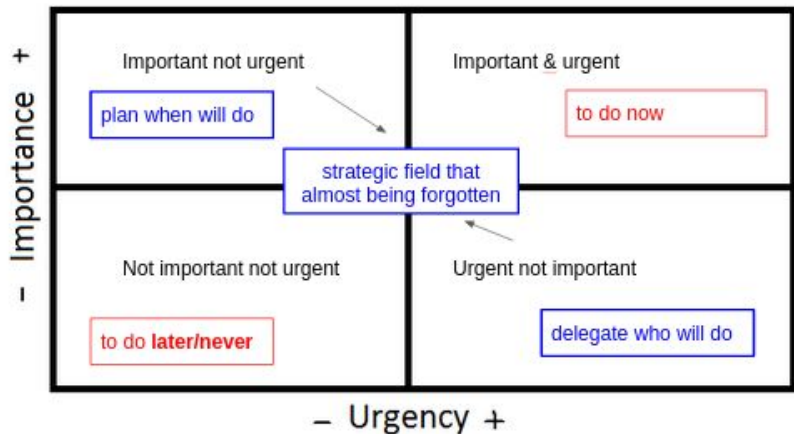 Important not urgent
Important & urgent
plan when will do
to do now
strategic field that
almost being forgotten
Not important not urgent
Urgent not important
to do later/never
delegate who will do
- Importance +
- Urgency +